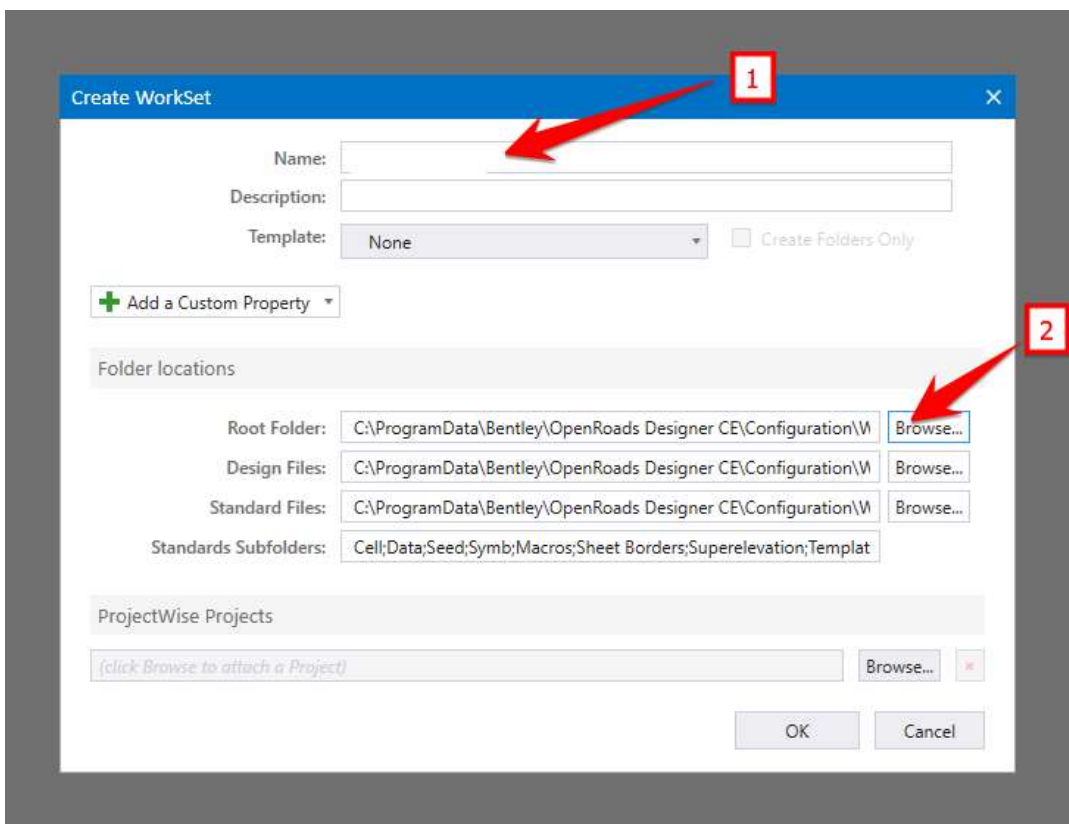 1
Create WorkSet
Name:
Description:
Template: None Create Folders Only
Add a Custom Property
2
Folder locations
Root Folder: C:\ProgramData\Bentley\OpenRoads Designer CE\Configuration\W Browse...
Design Files: C:\ProgramData\Bentley\OpenRoads Designer CE\Configuration\W Browse...
Standard Files: C:\ProgramData\Bentley\OpenRoads Designer CE\Configuration\W Browse...
Standards Subfolders: Cell;Data;Seed;Symb;Macros;Sheet Borders;Superelevation;Templat
ProjectWise Projects
(click Browse to attach a Project) Browse...
OK Cancel